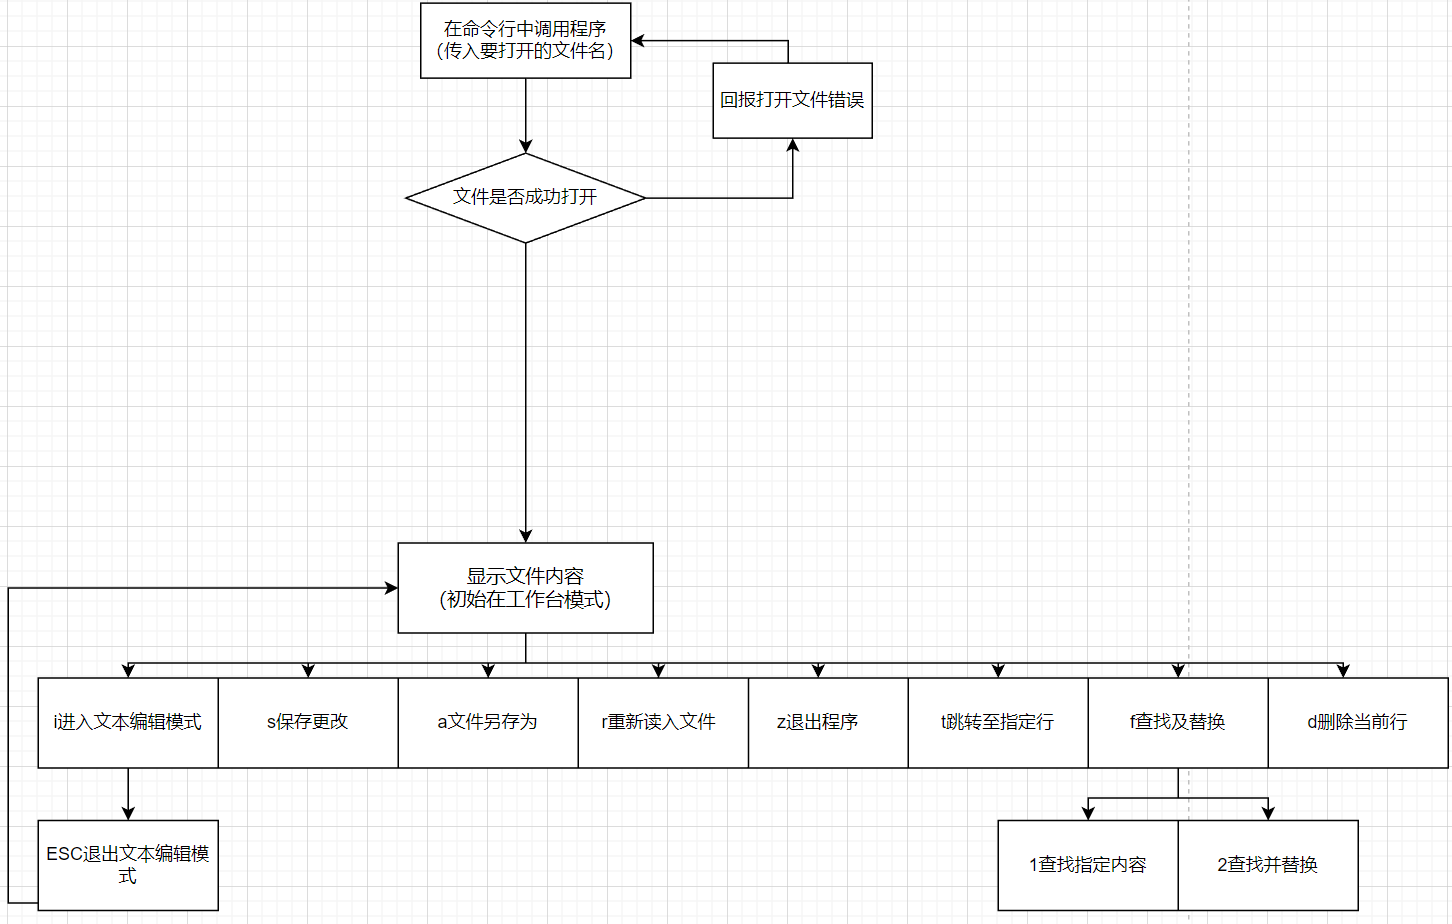 在命令行中调用程序
（传入要打开的文件名）
回报打开文件错误
文件是否成功打开
显示文件内容
（初始在工作台模式）
i进入文本编辑模式
s保存更改
a文件另存为
r重新读入文件
z退出程序
t跳转至指定行
f查找及替换
d删除当前行
ESC退出文本编辑模
式
1查找指定内容
2查找并替换